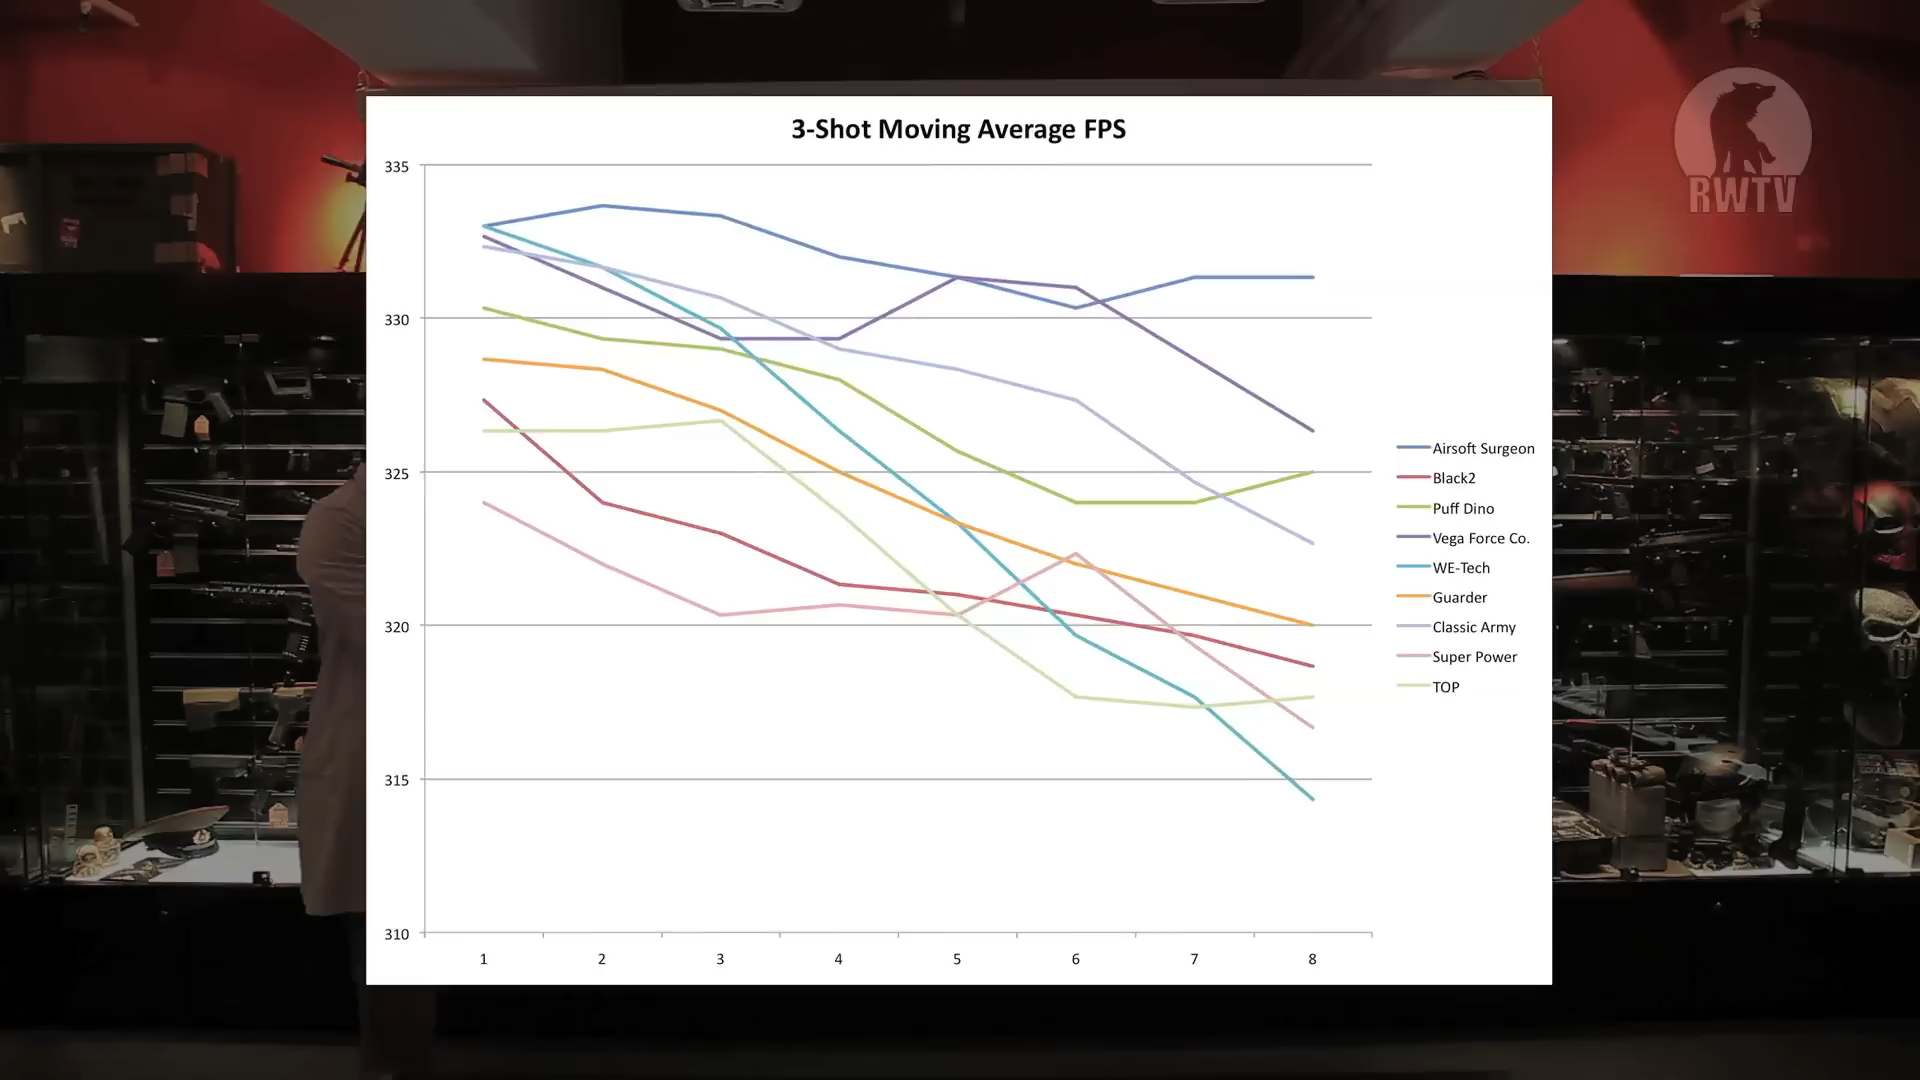 3-Shot Moving Average FPS
335
330
325
320
315
310
1 2 3 4 5 6 7 8
Airsoft Surgeon
Black2
Puff Dino
Vega Force Co.
WE-Tech
Guarder
Classic Army
Super Power
TOP
RWTV